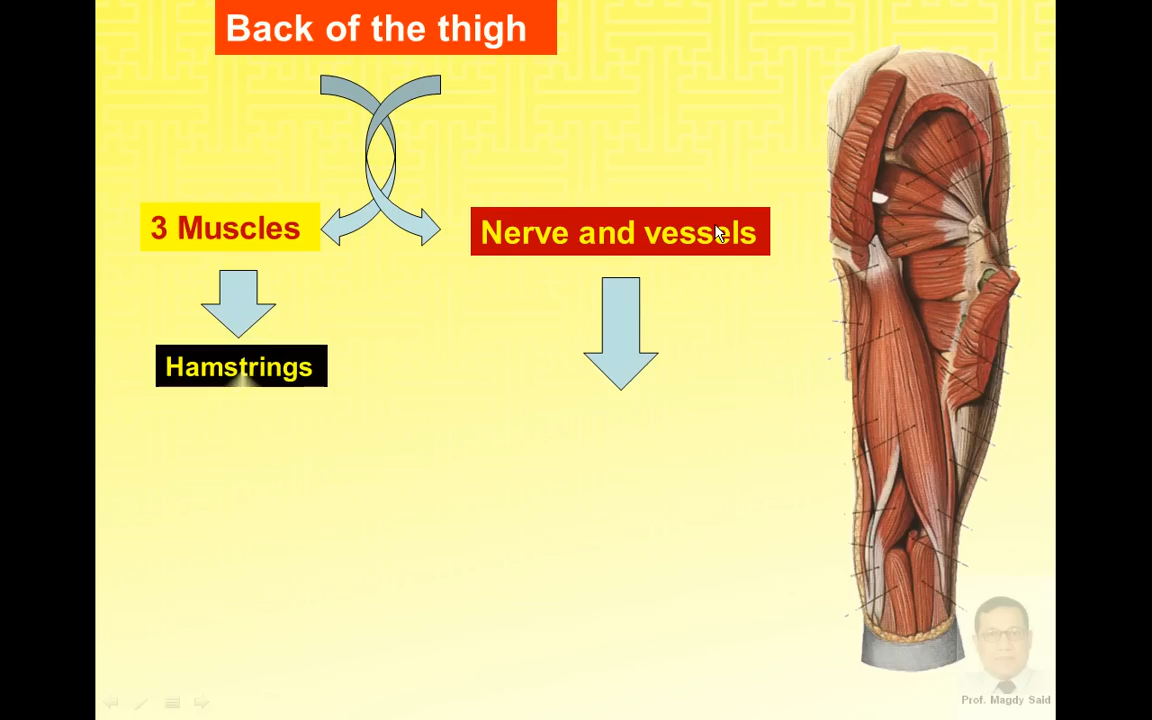 Back of the thigh
3 Muscles
Nerve and vessels
Hamstrings
Prof. Magdy Said